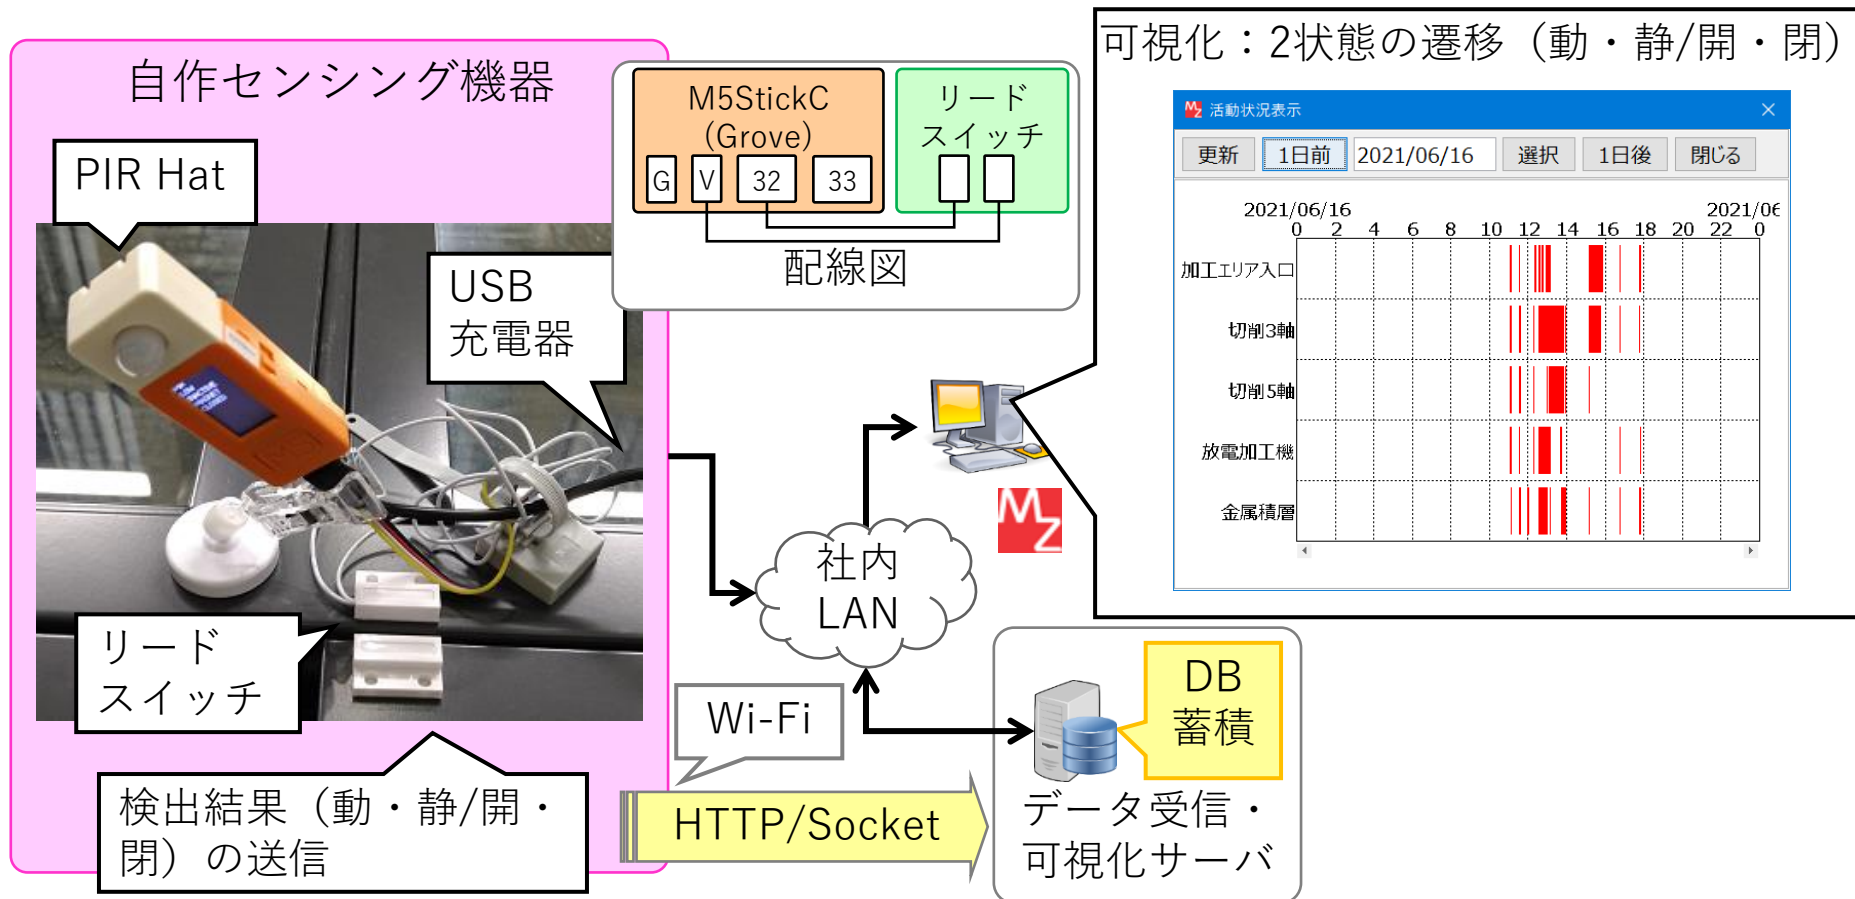 自作センシング機器
PIR Hat
USB
充電器
リード
スイッチ
検出結果（動・静/開・
閉）の送信
M5StickC
(Grove)
G
V
32
33
リード
スイッチ
配線図
社内
LAN
Wi-Fi
HTTP/Socket
DB
蓄積
データ受信・
可視化サーバ
MZ
可視化：2状態の遷移（動・静/開・閉）
MZ 活動状況表示
更新 1日前 2021/06/16 選択 1日後 閉じる
2021/06/16 2021/06
0 2 4 6 8 10 12 14 16 18 20 22 0
加工エリア入口
切削3軸
切削5軸
放電加工機
金属積層